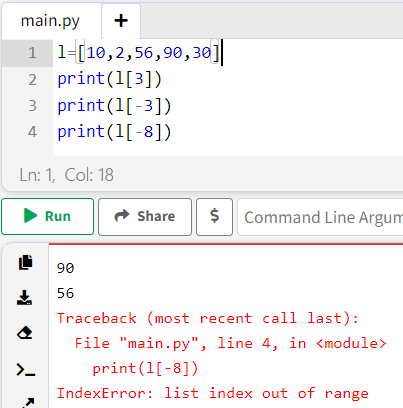 main.py +
1 l=[10,2,56,90,30]
2 print(l[3])
3 print(l[-3])
4 print(l[-8])
Ln: 1, Col: 18
Run Share $ Command Line Argum
90
56
Traceback (most recent call last):
  File "main.py", line 4, in <module>
    print(l[-8])
IndexError: list index out of range